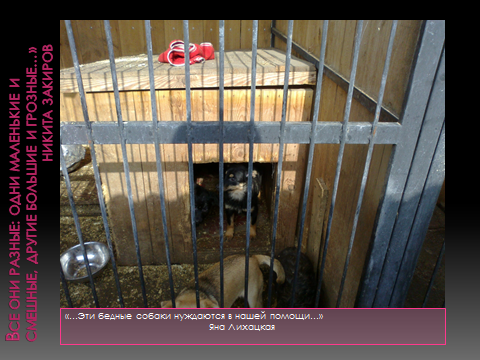 ВСЕ ОНИ РАЗНЫЕ: ОДНИ МАЛЕНЬКИЕ И
СМЕШНЫЕ, ДРУГИЕ БОЛЬШИЕ И ГРОЗНЫЕ...»
НИКИТА ЗАКИРОВ
«...Эти бедные собаки нуждаются в нашей помощи...»
Яна Лихацкая